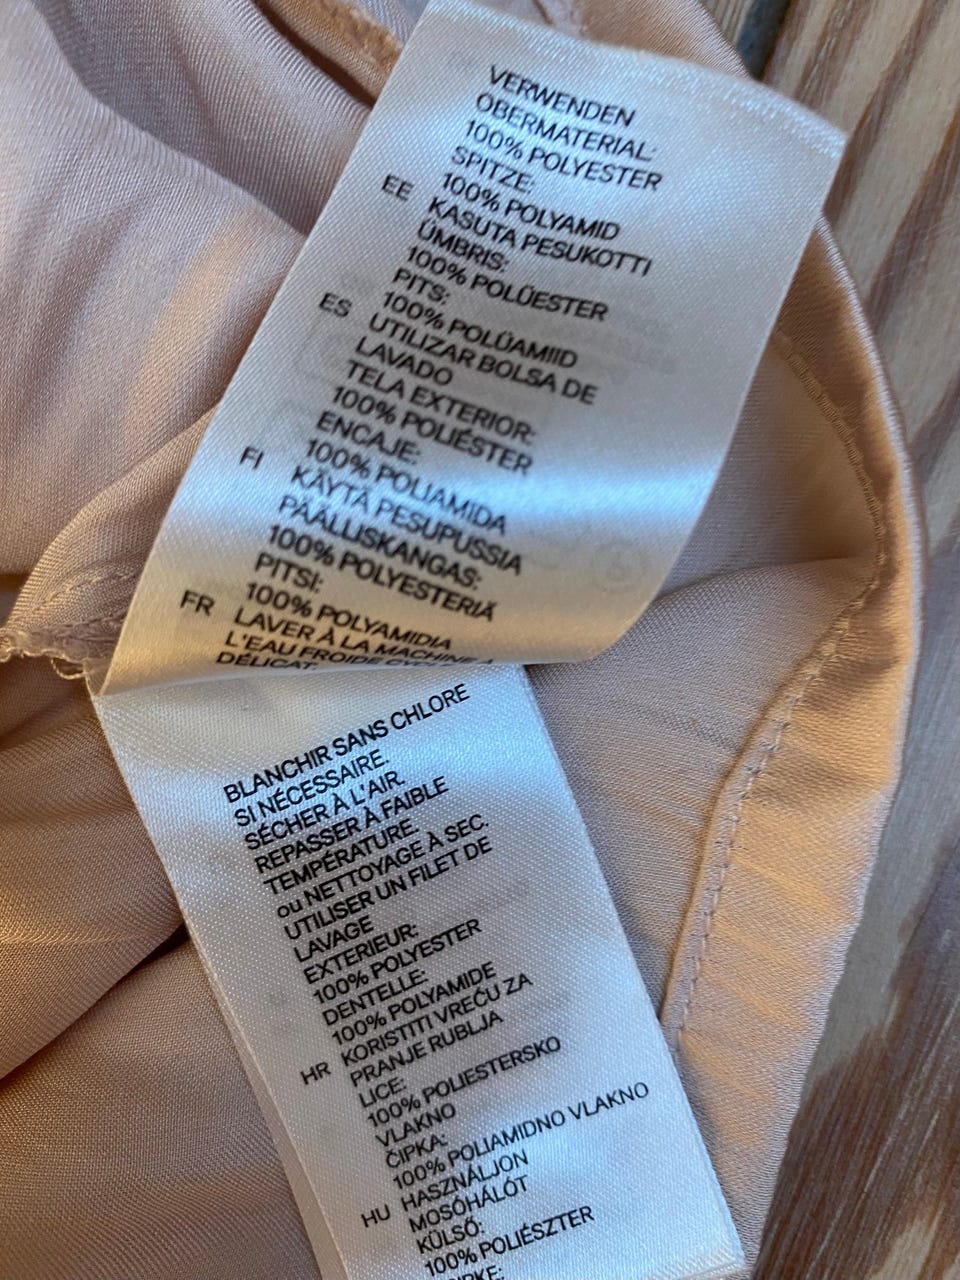 VERWENDEN
OBERMATERIAL:
100% POLYESTER
SPITZE:
100% POLYAMID
EE KASUTA PESUKOTTI
ÜMBRIS:
100% POLÜESTER
PITS:
100% POLÜAMIID
ES UTILIZAR BOLSA DE
LAVADO
TELA EXTERIOR:
100% POLIÉSTER
ENCAJE:
100% POLIAMIDA
FI KÄYTÄ PESUPUSSIA
PÄÄLLISKANGAS:
100% POLYESTERIÄ
PITSI:
100% POLYAMIDIA
FR LAVER À LA MACHINE À
L'EAU FROIDE
DÉLICAT
BLANCHIR SANS CHLORE
SI NÉCESSAIRE.
SÉCHER À L'AIR.
REPASSER À FAIBLE
TEMPÉRATURE.
ou NETTOYAGE À SEC.
UTILISER UN FILET DE
LAVAGE
EXTERIEUR:
100% POLYESTER
DENTELLE:
100% POLYAMIDE
HR KORISTITI VREĆU ZA
PRANJE RUBLJA
LICE:
100% POLIESTERSKO
VLAKNO
ČIPKA:
100% POLIAMIDNO VLAKNO
HU HASZNÁLJON
MOSÓHÁLÓT
KÜLSŐ:
100% POLIÉSZTER